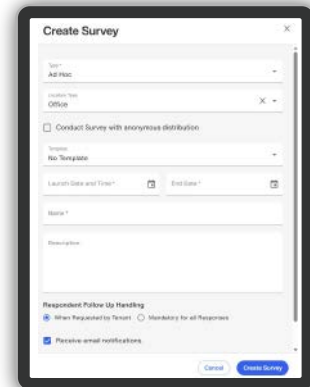 Create Survey
Type*
Ad Hoc
Location Type
Office
Conduct Survey with anonymous distribution
Template
No Template
Launch Date and Time* End Date*
Name *
Description
Respondent Follow Up Handling
When Requested by Tenant Mandatory for all Responses
Receive email notifications
Cancel Create Survey